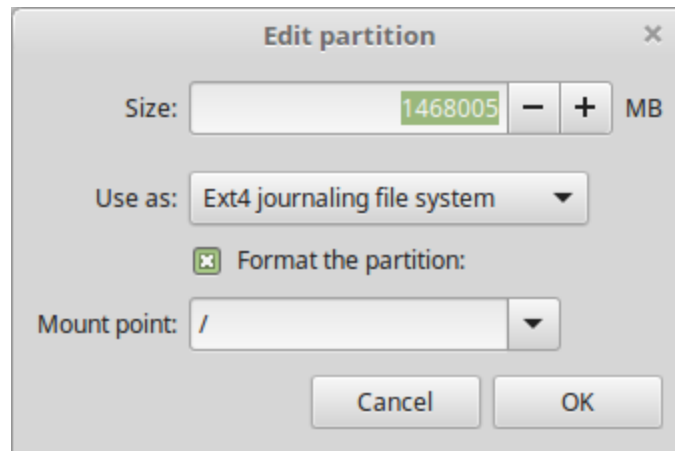 Edit partition
Size: 1468005 MB
Use as: Ext4 journaling file system
Format the partition:
Mount point: /
Cancel OK